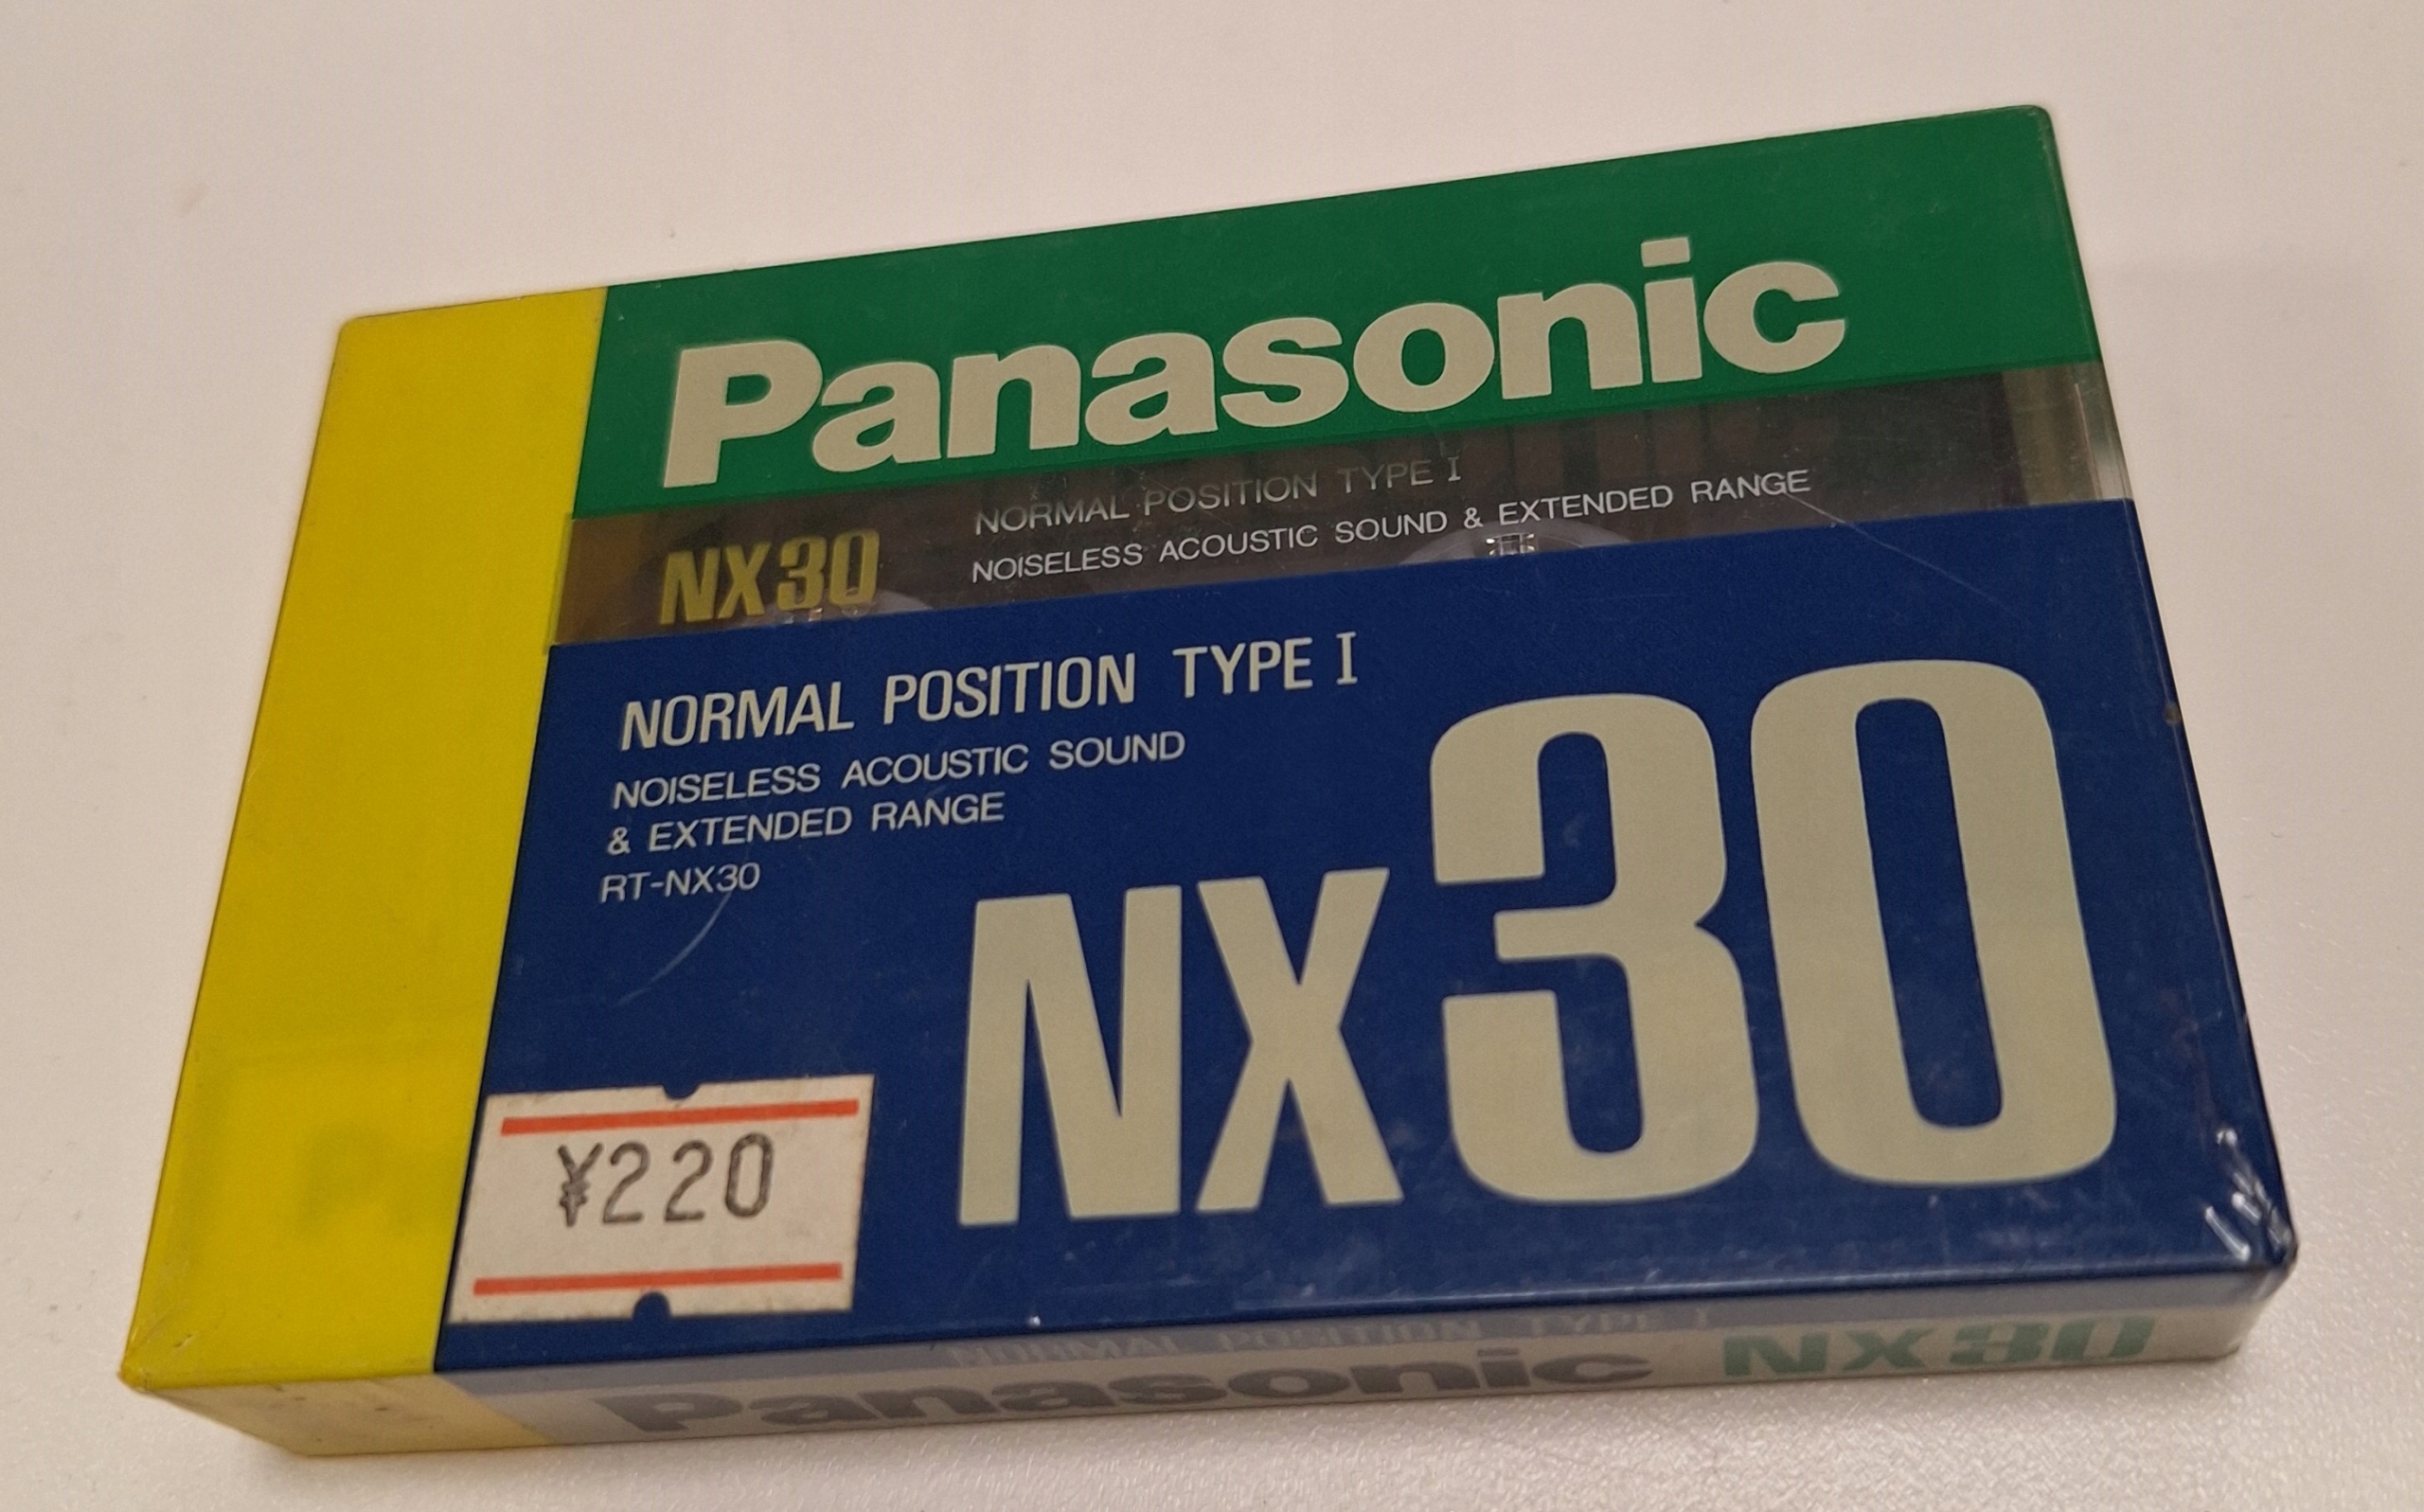 Panasonic
NX30
NORMAL POSITION TYPE I
NOISELESS ACOUSTIC SOUND & EXTENDED RANGE
NORMAL POSITION TYPE I
NOISELESS ACOUSTIC SOUND
& EXTENDED RANGE
RT-NX30
NX30
¥220
NORMAL POSITION TYPE I
Panasonic NX30